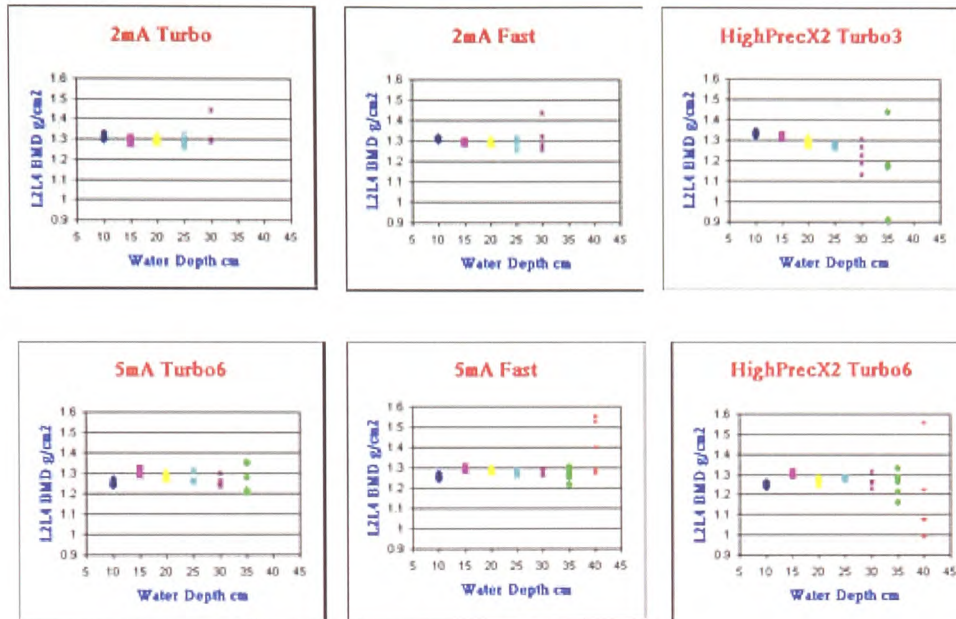 2mA Turbo
L2L4 BMD g/cm2
1.6
1.5
1.4
1.3
1.2
1.1
1
0.9
5 10 15 20 25 30 35 40 45
Water Depth cm
2mA Fast
L2L4 BMD g/cm2
1.6
1.5
1.4
1.3
1.2
1.1
1
0.9
5 10 15 20 25 30 35 40 45
Water Depth cm
HighPrecX2 Turbo3
L2L4 BMD g/cm2
1.6
1.5
1.4
1.3
1.2
1.1
1
0.9
5 10 15 20 25 30 35 40 45
Water Depth cm
5mA Turbo6
L2L4 BMD g/cm2
1.6
1.5
1.4
1.3
1.2
1.1
1
0.9
5 10 15 20 25 30 35 40 45
Water Depth cm
5mA Fast
L2L4 BMD g/cm2
1.6
1.5
1.4
1.3
1.2
1.1
1
0.9
5 10 15 20 25 30 35 40 45
Water Depth cm
HighPrecX2 Turbo6
L2L4 BMD g/cm2
1.6
1.5
1.4
1.3
1.2
1.1
1
0.9
5 10 15 20 25 30 35 40 45
Water Depth cm